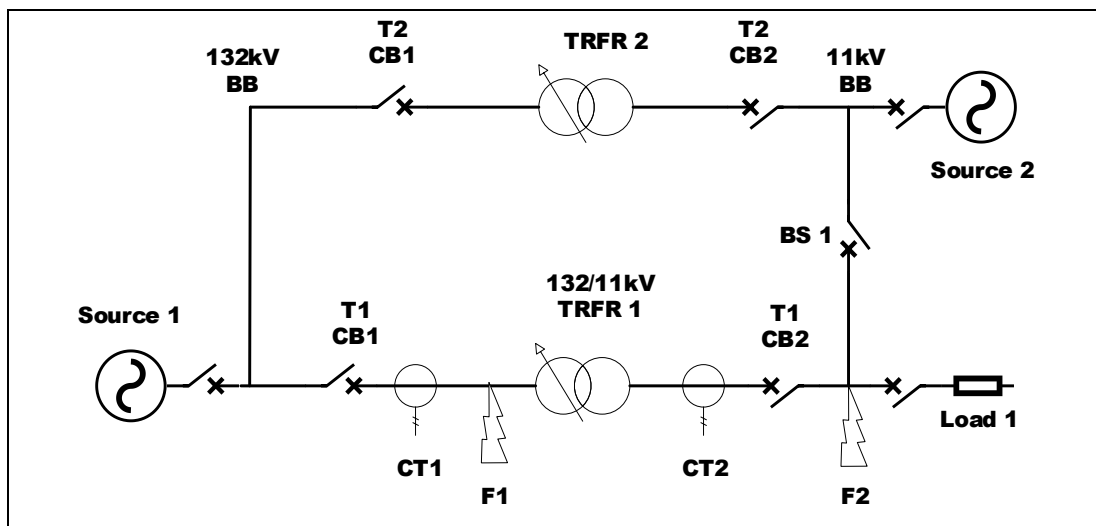 T2
CB1
TRFR 2
T2
CB2
132kV
BB
11kV
BB
Source 2
BS 1
132/11kV
TRFR 1
T1
CB1
T1
CB2
Source 1
Load 1
CT1
F1
CT2
F2